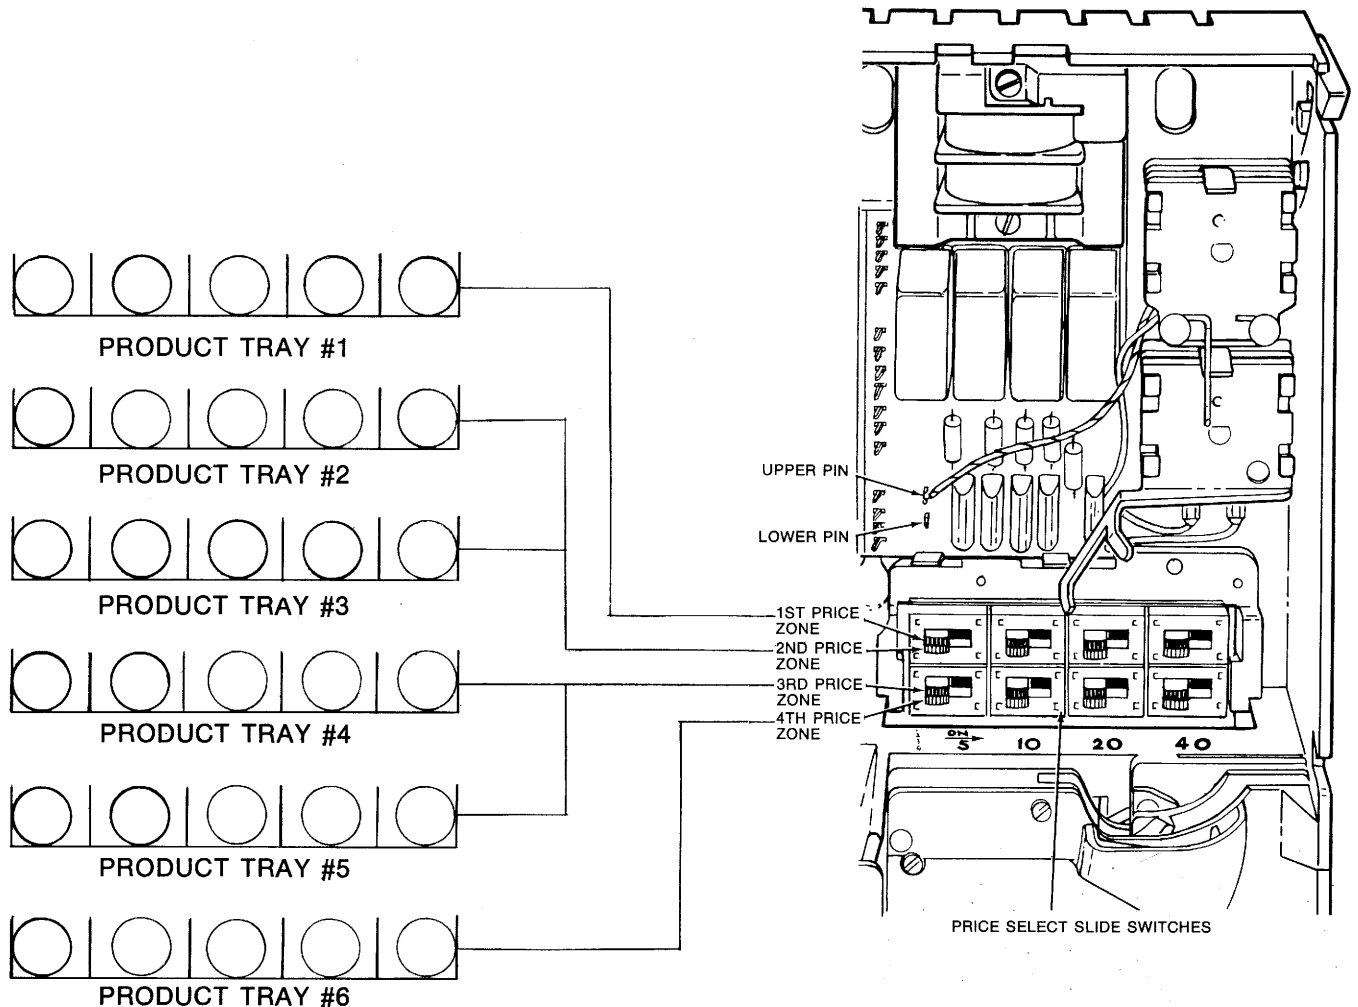 PRODUCT TRAY #1
PRODUCT TRAY #2
PRODUCT TRAY #3
PRODUCT TRAY #4
PRODUCT TRAY #5
PRODUCT TRAY #6
UPPER PIN
LOWER PIN
1ST PRICE
ZONE
2ND PRICE
ZONE
3RD PRICE
ZONE
4TH PRICE
ZONE
ON
5 10 20 40
PRICE SELECT SLIDE SWITCHES